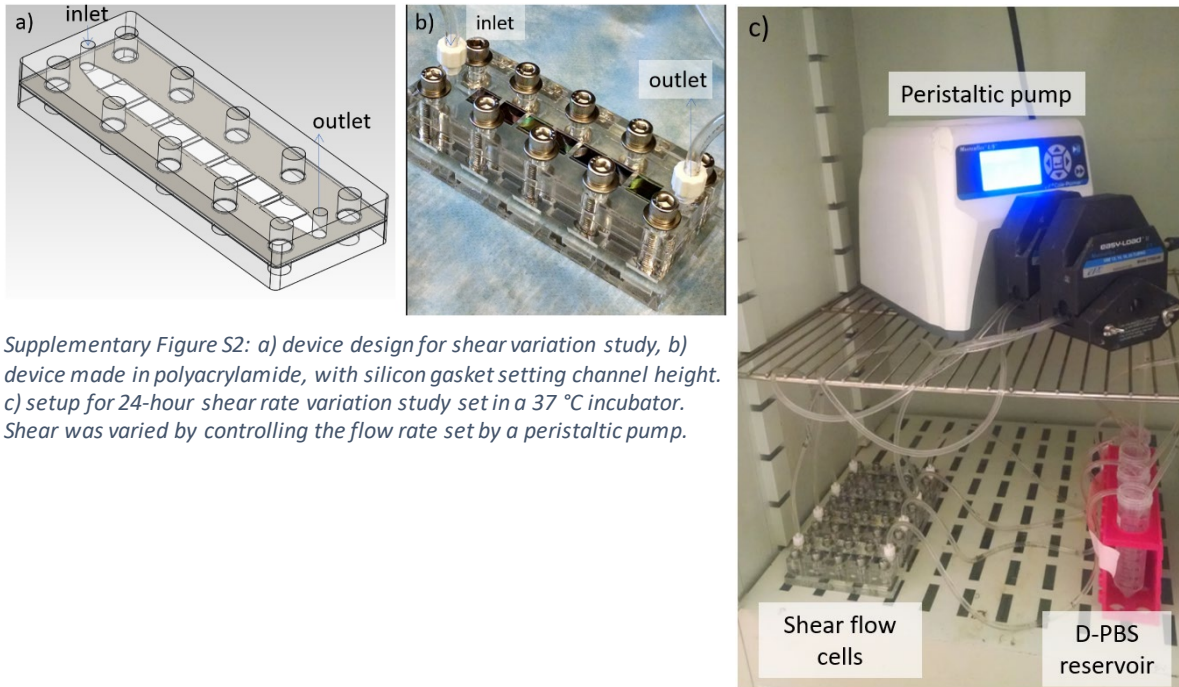 a)
inlet
outlet
b)
inlet
outlet
c)
Peristaltic pump
EASY-LOAD
Shear flow
cells
D-PBS
reservoir
Supplementary Figure S2: a) device design for shear variation study, b)
device made in polyacrylamide, with silicon gasket setting channel height.
c) setup for 24-hour shear rate variation study set in a 37 °C incubator.
Shear was varied by controlling the flow rate set by a peristaltic pump.